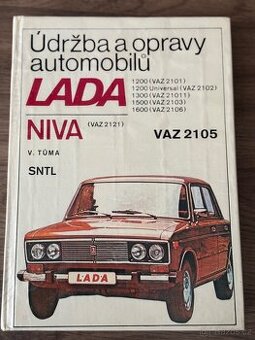 Údržba a opravy
automobilů
LADA
1200 (VAZ 2101)
1200 Universal (VAZ 2102)
1300 (VAZ 21011)
1500 (VAZ 2103)
1600 (VAZ 2106)
NIVA (VAZ 2121)
VAZ 2105
V. TŮMA
SNTL
LADA